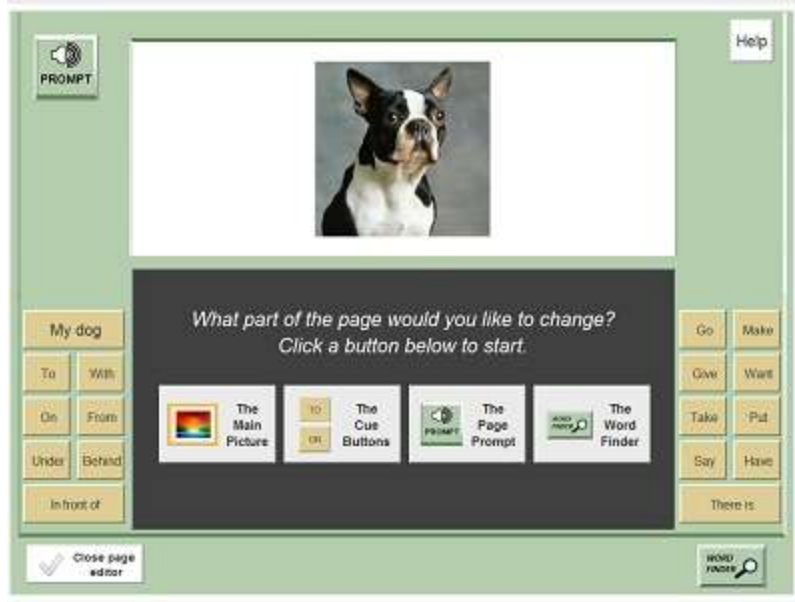 Help
PROMPT
What part of the page would you like to change?
Click a button below to start.
The
Main
Picture
TO
OR
The
Cue
Buttons
PROMPT
The
Page
Prompt
WORD
FINDER
The
Word
Finder
My dog
To With
On From
Under Behind
In front of
Go Make
Give Want
Take Put
Say Have
There is
Close page
editor
WORD
FINDER